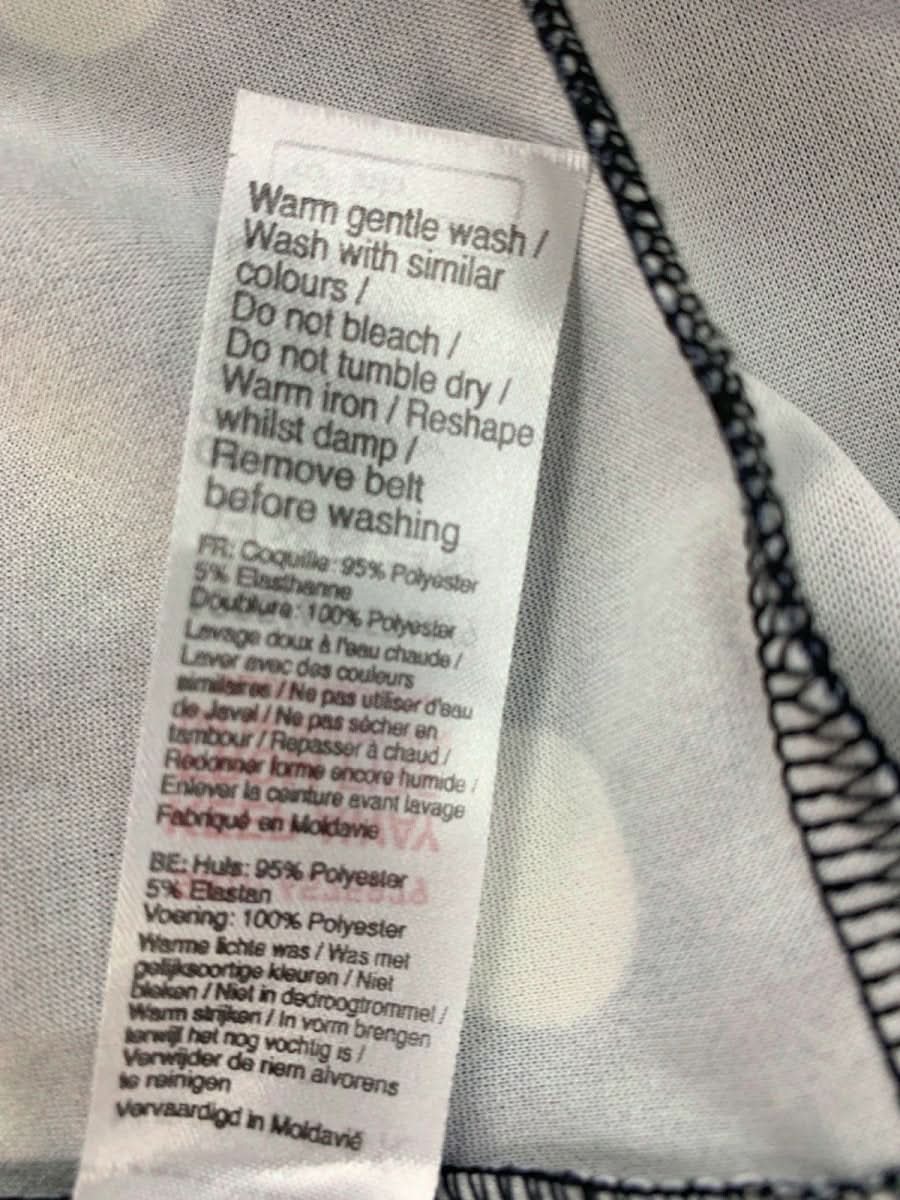 Warm gentle wash /
Wash with similar
colours /
Do not bleach /
Do not tumble dry /
Warm iron / Reshape
whilst damp /
Remove belt
before washing
FR: Coquille: 95% Polyester
5% Elasthanne
Doublure: 100% Polyester
Lavage doux à l'eau chaude /
Laver avec des couleurs
similaires / Ne pas utiliser d'eau
de Javel / Ne pas sécher en
tambour / Repasser à chaud /
Redonner forme encore humide /
Enlever la ceinture avant lavage
Fabriqué en Moldavie
BE: Huls: 95% Polyester
5% Elastan
Voering: 100% Polyester
Warme lichte was / Was met
gelijksoortige kleuren / Niet
bleken / Niet in dedroogtrommel /
Warm strijken / In vorm brengen
terwijl het nog vochtig is /
Verwijder de riem alvorens
te reinigen
Vervaardigd in Moldavië